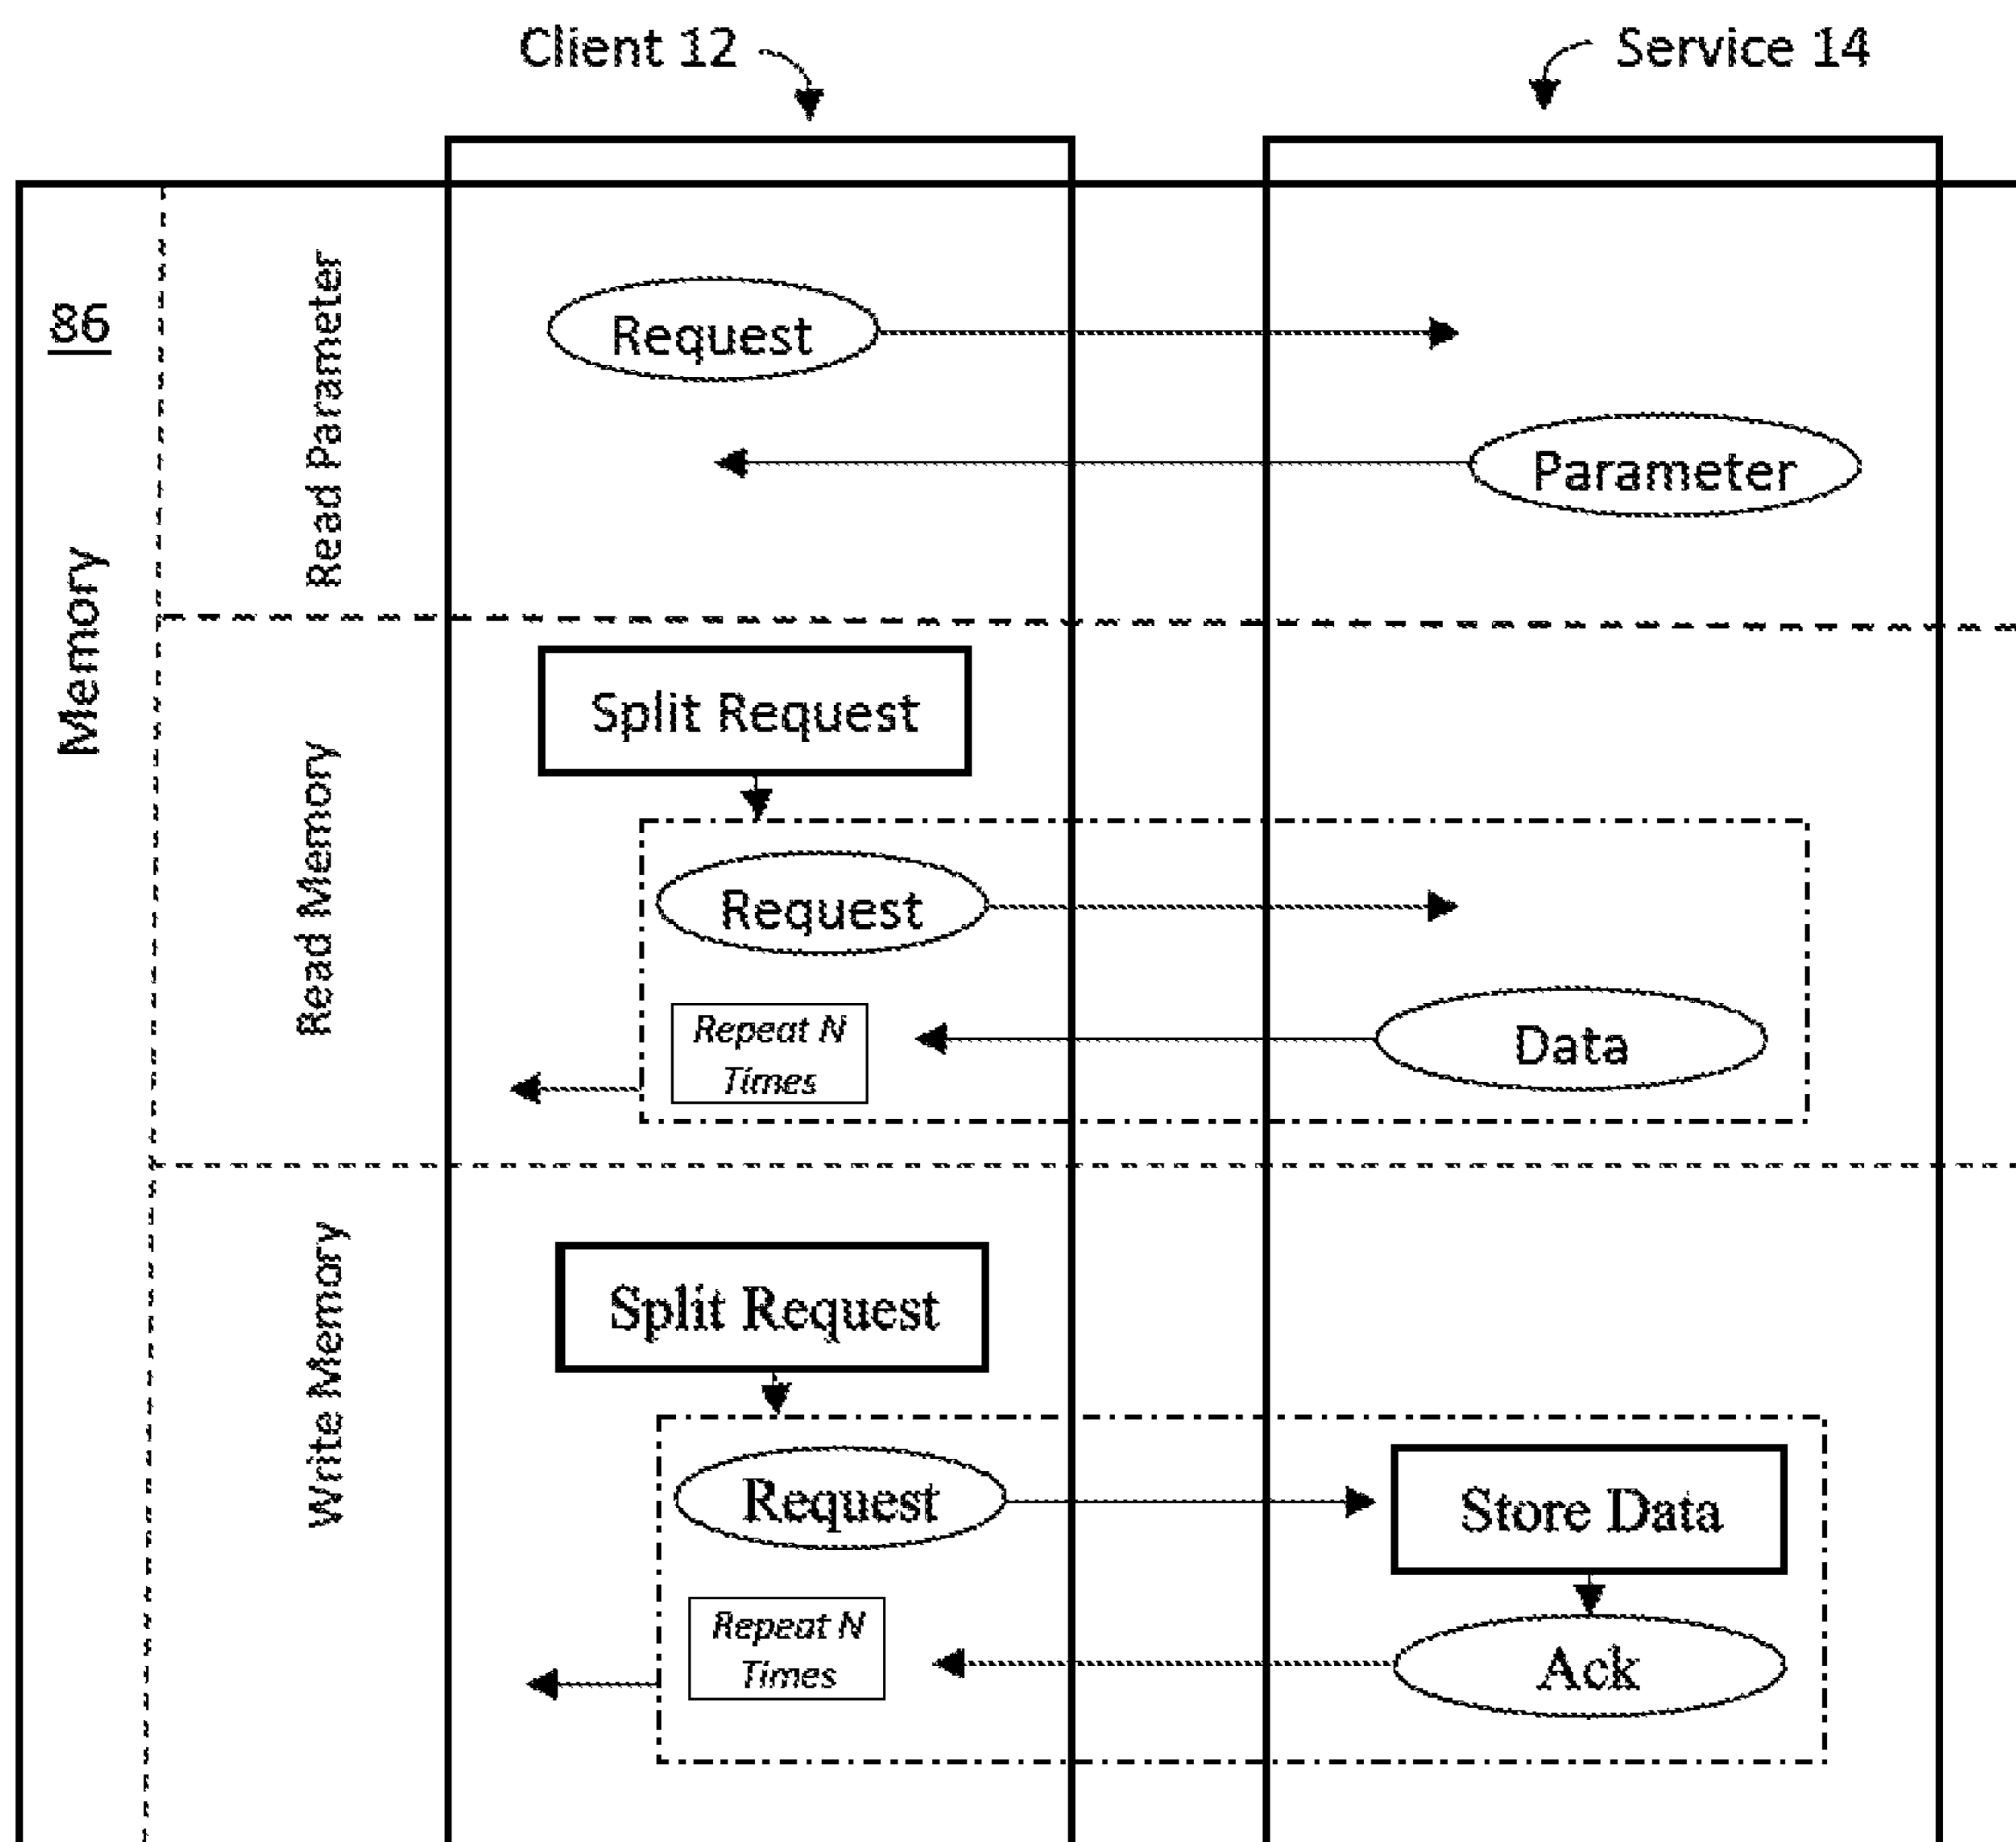 Client 12
Service 14
86
Memory
Read Parameter
Request
Parameter
Read Memory
Split Request
Request
Repeat N
Times
Data
Write Memory
Split Request
Request
Store Data
Repeat N
Times
Ack